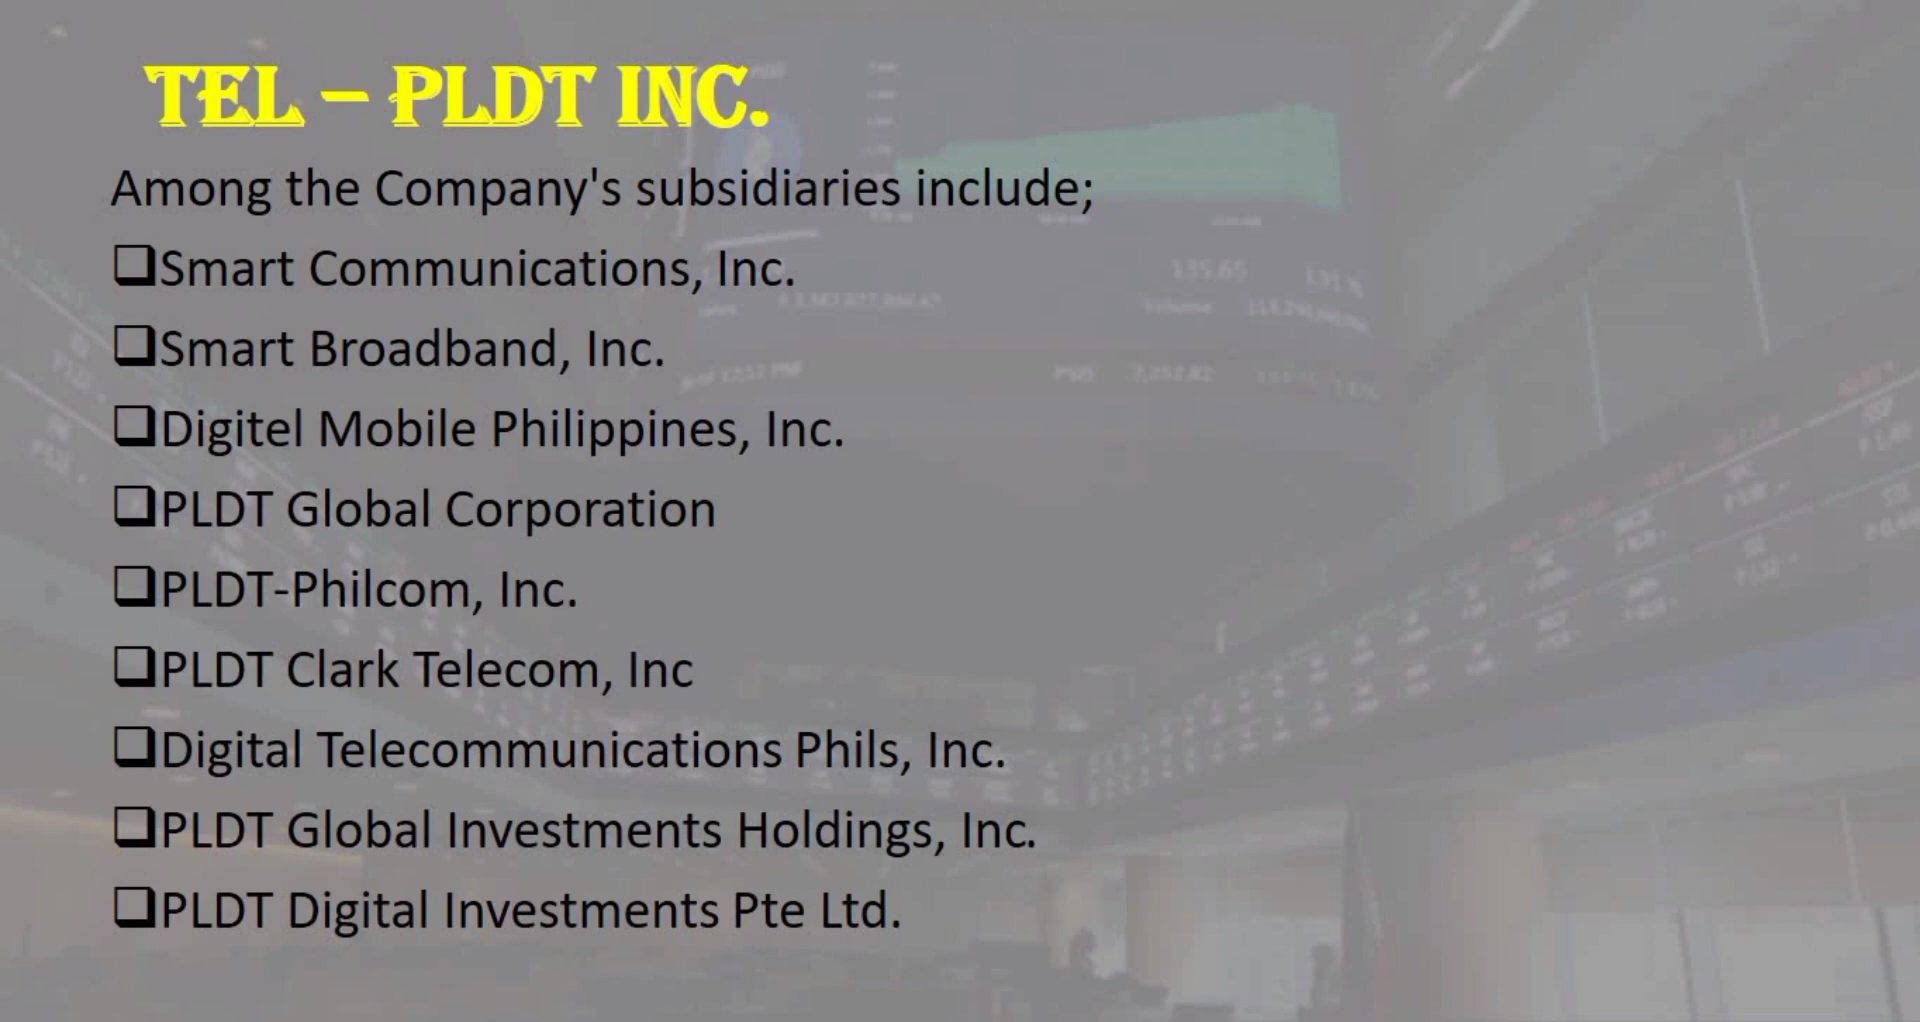 TEL – PLDT INC.
Among the Company's subsidiaries include;
❑Smart Communications, Inc.
❑Smart Broadband, Inc.
❑Digitel Mobile Philippines, Inc.
❑PLDT Global Corporation
❑PLDT-Philcom, Inc.
❑PLDT Clark Telecom, Inc
❑Digital Telecommunications Phils, Inc.
❑PLDT Global Investments Holdings, Inc.
❑PLDT Digital Investments Pte Ltd.